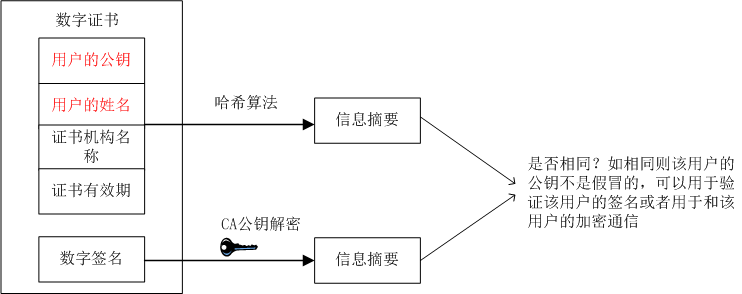 数字证书
用户的公钥
用户的姓名
证书机构名
称
证书有效期
数字签名
哈希算法
信息摘要
CA公钥解密
信息摘要
是否相同？如相同则该用户的
公钥不是假冒的，可以用于验
证该用户的签名或者用于和该
用户的加密通信